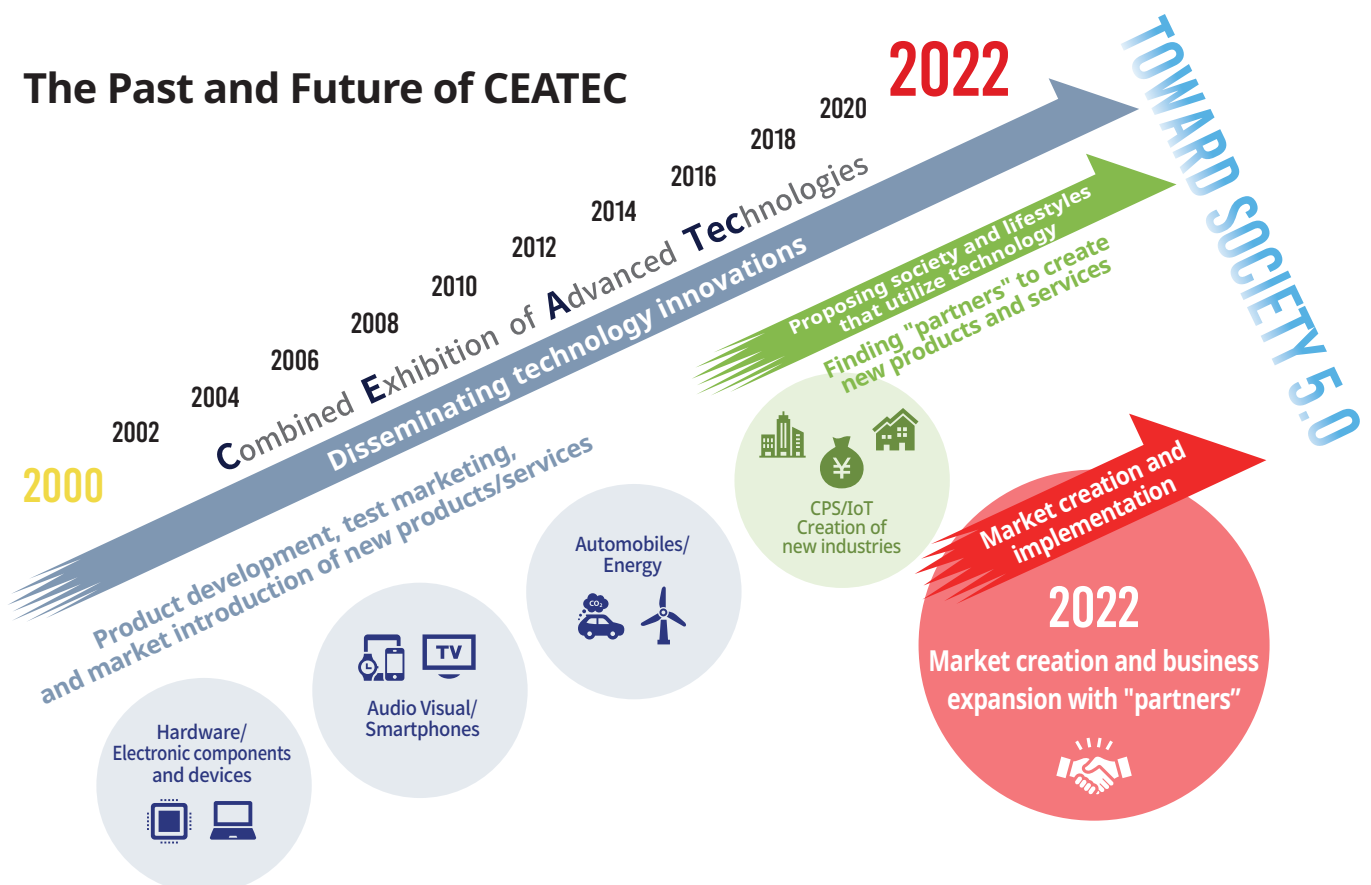 The Past and Future of CEATEC
2000
2002
2004
2006
2008
2010
2012
2014
2016
2018
2020
2022
TOWARD SOCIETY 5.0
Combined Exhibition of Advanced Technologies
Disseminating technology innovations
Product development, test marketing,
and market introduction of new products/services
Proposing society and lifestyles
that utilize technology
Finding "partners" to create
new products and services
Market creation and
implementation
Hardware/
Electronic components
and devices
TV
Audio Visual/
Smartphones
Automobiles/
Energy
CO2
¥
CPS/IoT
Creation of
new industries
2022
Market creation and business
expansion with "partners”